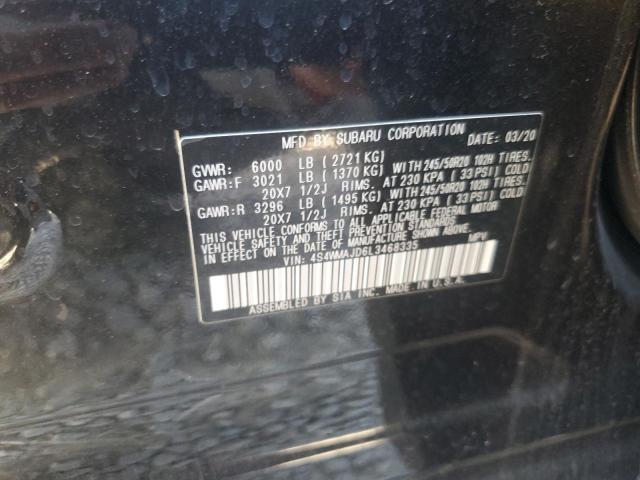 MFD BY SUBARU CORPORATION DATE: 03/20
GVWR: 6000 LB (2721 KG)
GAWR:F 3021 LB (1370 KG) WITH 245/50R20 102H TIRES.
20X7 1/2J RIMS. AT 230 KPA (33 PSI) COLD
GAWR:R 3296 LB (1495 KG) WITH 245/50R20 102H TIRES.
20X7 1/2J RIMS. AT 230 KPA (33 PSI) COLD
THIS VEHICLE CONFORMS TO ALL APPLICABLE FEDERAL MOTOR
VEHICLE SAFETY AND THEFT PREVENTION STANDARDS
IN EFFECT ON THE DATE OF MANUFACTURE SHOWN ABOVE.
VIN: 4S4WMAJD6L3468335 MPV
ASSEMBLED BY SIA INC. MADE IN U.S.A.